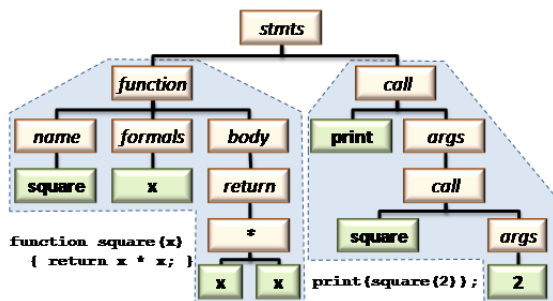 stmts
function call
name formals body print args
square x return call
* square args
function square(x)
{ return x * x; }
x x print(square(2)); 2